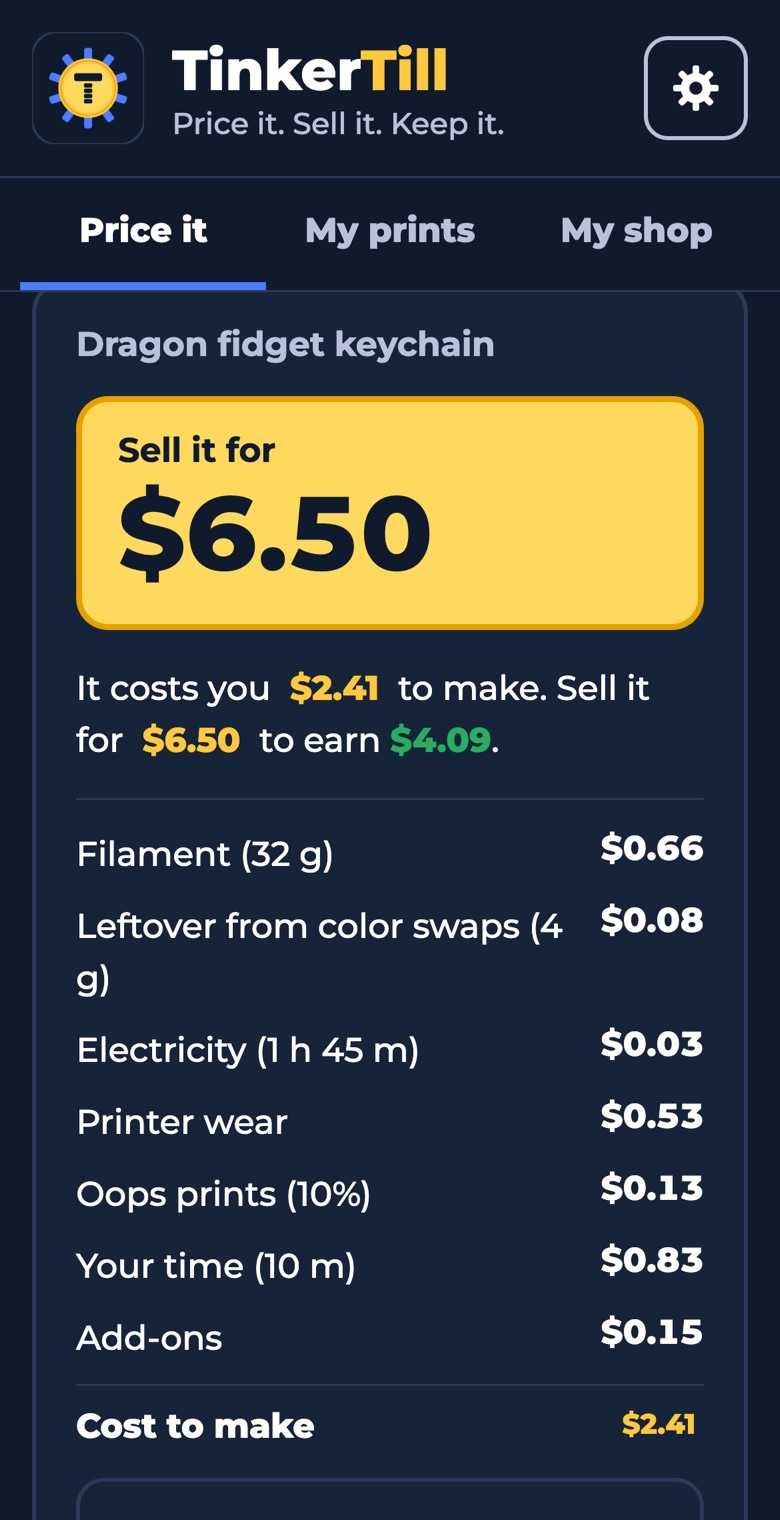 T
TinkerTill
Price it. Sell it. Keep it.
Price it
My prints
My shop
Dragon fidget keychain
Sell it for
$6.50
It costs you $2.41 to make. Sell it
for $6.50 to earn $4.09.
Filament (32 g) $0.66
Leftover from color swaps (4 $0.08
g)
Electricity (1 h 45 m) $0.03
Printer wear $0.53
Oops prints (10%) $0.13
Your time (10 m) $0.83
Add-ons $0.15
Cost to make $2.41